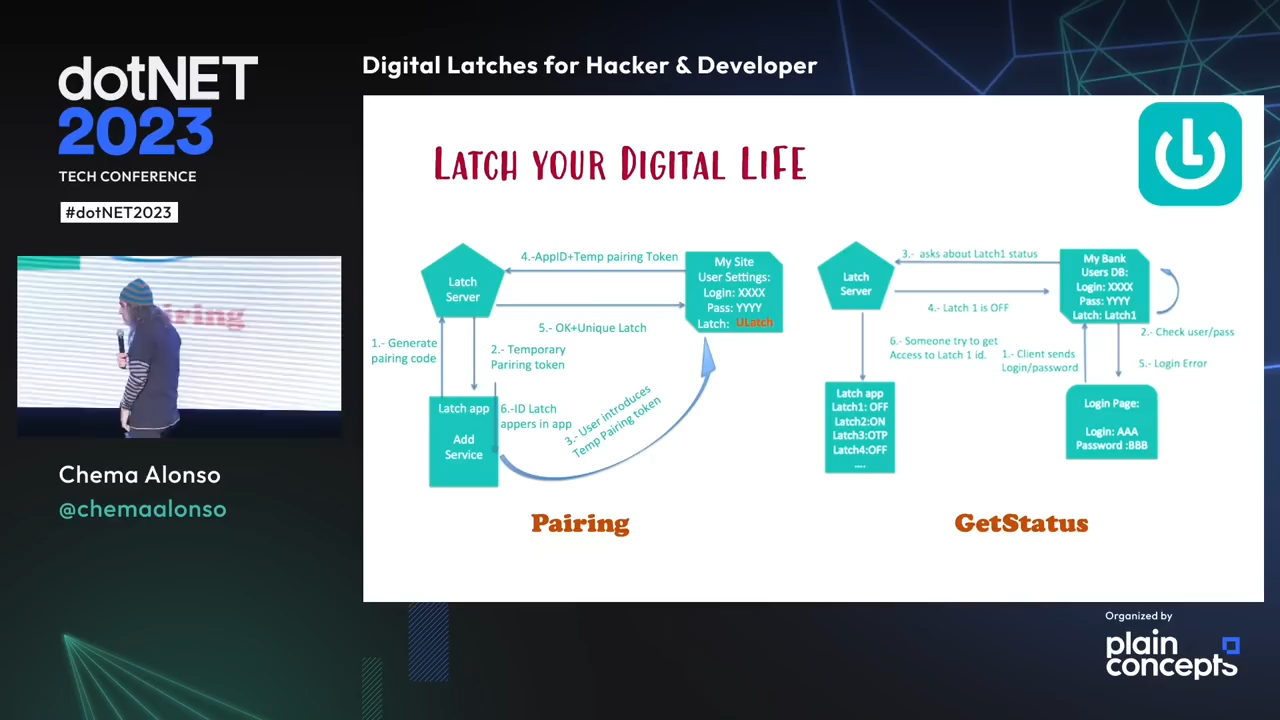 dotNET
2023
TECH CONFERENCE
#dotNET2023
Pairing
Chema Alonso
@chemaalonso
Digital Latches for Hacker & Developer
LATCH YOUR DIGITAL LIFE
Latch
Server
4.-AppID+Temp pairing Token
5.- OK+Unique Latch
My Site
User Settings:
Login: XXXX
Pass: YYYY
Latch: ULatch
1.- Generate
pairing code
2.- Temporary
Pariring token
Latch app
Add
Service
6.-ID Latch
appers in app
3.- User introduces
Temp Pairing token
Pairing
Latch
Server
3.- asks about Latch1 status
4.- Latch 1 is OFF
My Bank
Users DB:
Login: XXXX
Pass: YYYY
Latch: Latch1
2.- Check user/pass
6.- Someone try to get
Access to Latch 1 id.
1.- Client sends
Login/password
5.- Login Error
Latch app
Latch1: OFF
Latch2:ON
Latch3:OTP
Latch4:OFF
....
Login Page:
Login: AAA
Password :BBB
GetStatus
Organized by
plain
concepts